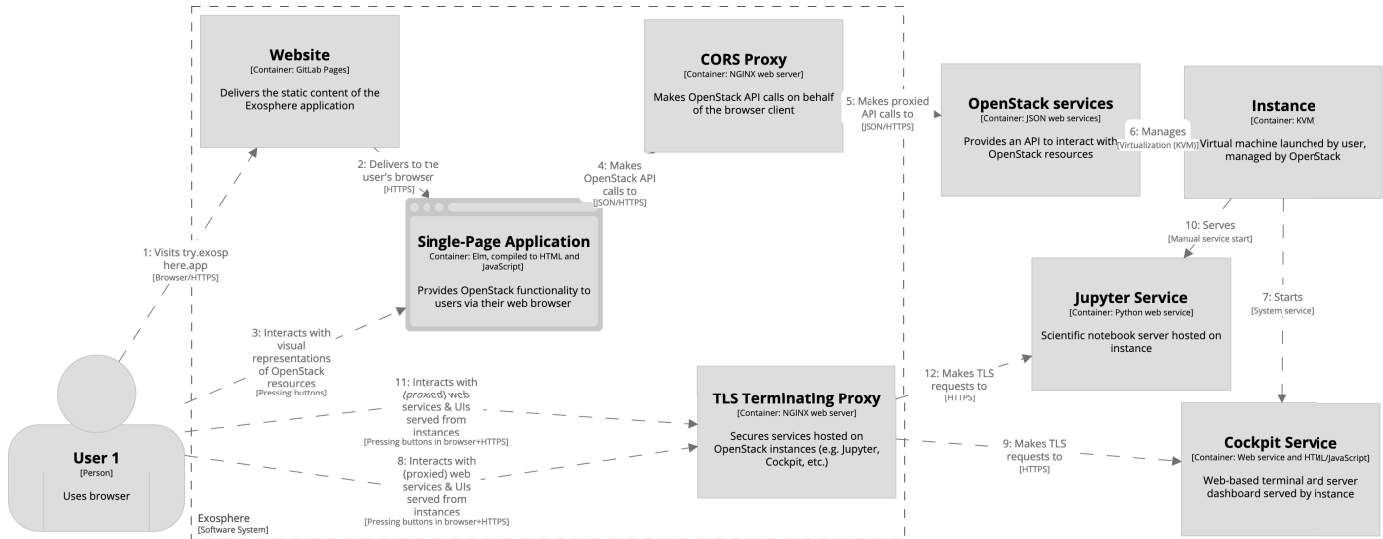 Website
[Container: GitLab Pages]
Delivers the static content of the
Exosphere application
CORS Proxy
[Container: NGINX web server]
Makes OpenStack API calls on behalf
of the browser client
5: Makes proxied
API calls to
[JSON/HTTPS]
OpenStack services
[Container: JSON web services]
Provides an API to interact with
OpenStack resources
6: Manages
[Virtualization (KVM)]
Instance
[Container: KVM]
Virtual machine launched by user,
managed by OpenStack
2: Delivers to the
user's browser
[HTTPS]
4: Makes
OpenStack API
calls to
[JSON/HTTPS]
Single-Page Application
Container: Elm, compiled to HTML and
JavaScript]
Provides OpenStack functionality to
users via their web browser
1: Visits try.exosp
here.app
[Browser/HTTPS]
10: Serves
[Manual service start]
Jupyter Service
[Container: Python web service]
Scientific notebook server hosted on
instance
7: Starts
[System service]
3: Interacts with
visual
representations
of OpenStack
resources
[Pressing buttons]
11: Interacts with
(proxied) web
services & UIs
served from
instances
[Pressing buttons in browser+HTTPS]
TLS Terminating Proxy
[Container: NGINX web server]
Secures services hosted on
OpenStack instances (e.g. Jupyter,
Cockpit, etc.)
12: Makes TLS
requests to
[HTTPS]
9: Makes TLS
requests to
[HTTPS]
Cockpit Service
[Container: Web service and HTML/JavaScript]
Web-based terminal and server
dashboard served by instance
User 1
[Person]
Uses browser
8: Interacts with
(proxied) web
services & UIs
served from
instances
[Pressing buttons in browser+HTTPS]
Exosphere
[Software System]